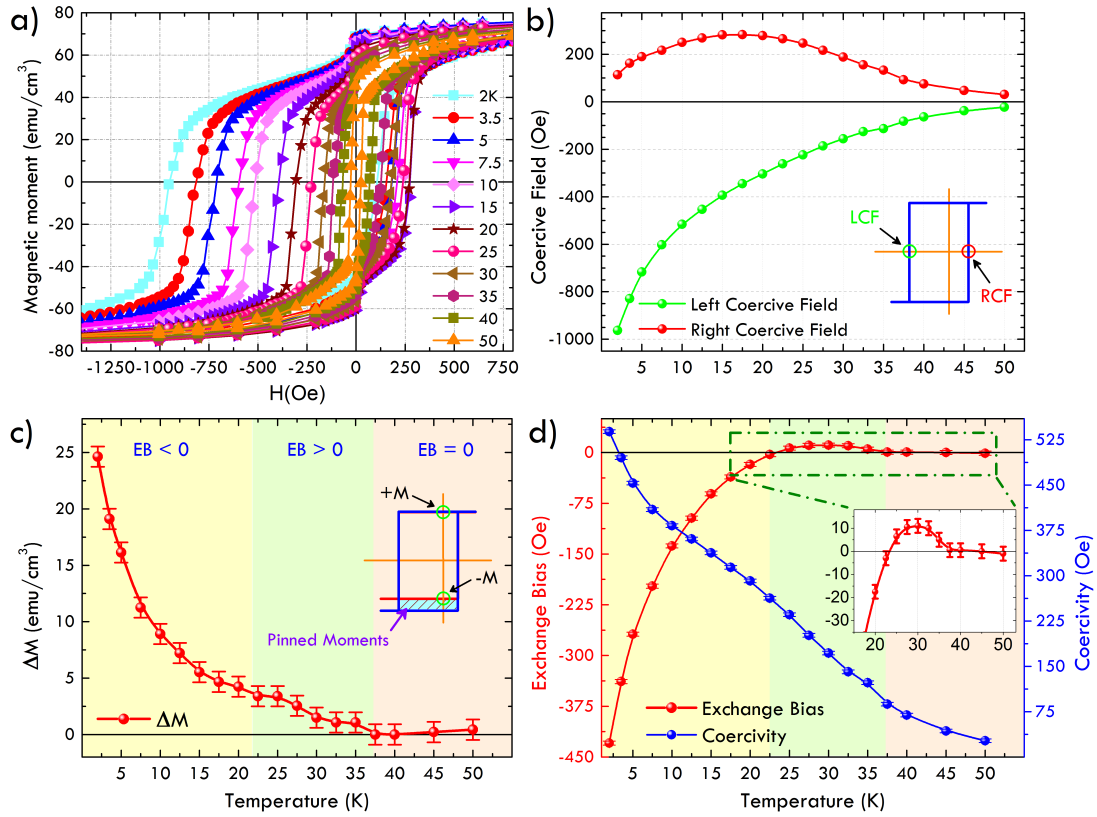 a)
Magnetic moment (emu/cm³)
80
60
40
20
0
-20
-40
-60
-80
2K
3.5
5
7.5
10
15
20
25
30
35
40
50
-1250 -1000 -750 -500 -250 0 250 500 750
H(Oe)
b)
Coercive Field (Oe)
200
0
-200
-400
-600
-800
-1000
LCF
RCF
Left Coercive Field
Right Coercive Field
5 10 15 20 25 30 35 40 45 50
c)
EB < 0 EB > 0 EB = 0
ΔM (emu/cm³)
25
20
15
10
5
0
+M
-M
Pinned Moments
ΔM
5 10 15 20 25 30 35 40 45 50
Temperature (K)
d)
Exchange Bias (Oe)
0
-75
-150
-225
-300
-375
-450
10
0
-10
-20
-30
20 25 30 35 40 45 50
Exchange Bias
Coercivity
525
450
375
300
225
150
75
Coercivity (Oe)
5 10 15 20 25 30 35 40 45 50
Temperature (K)